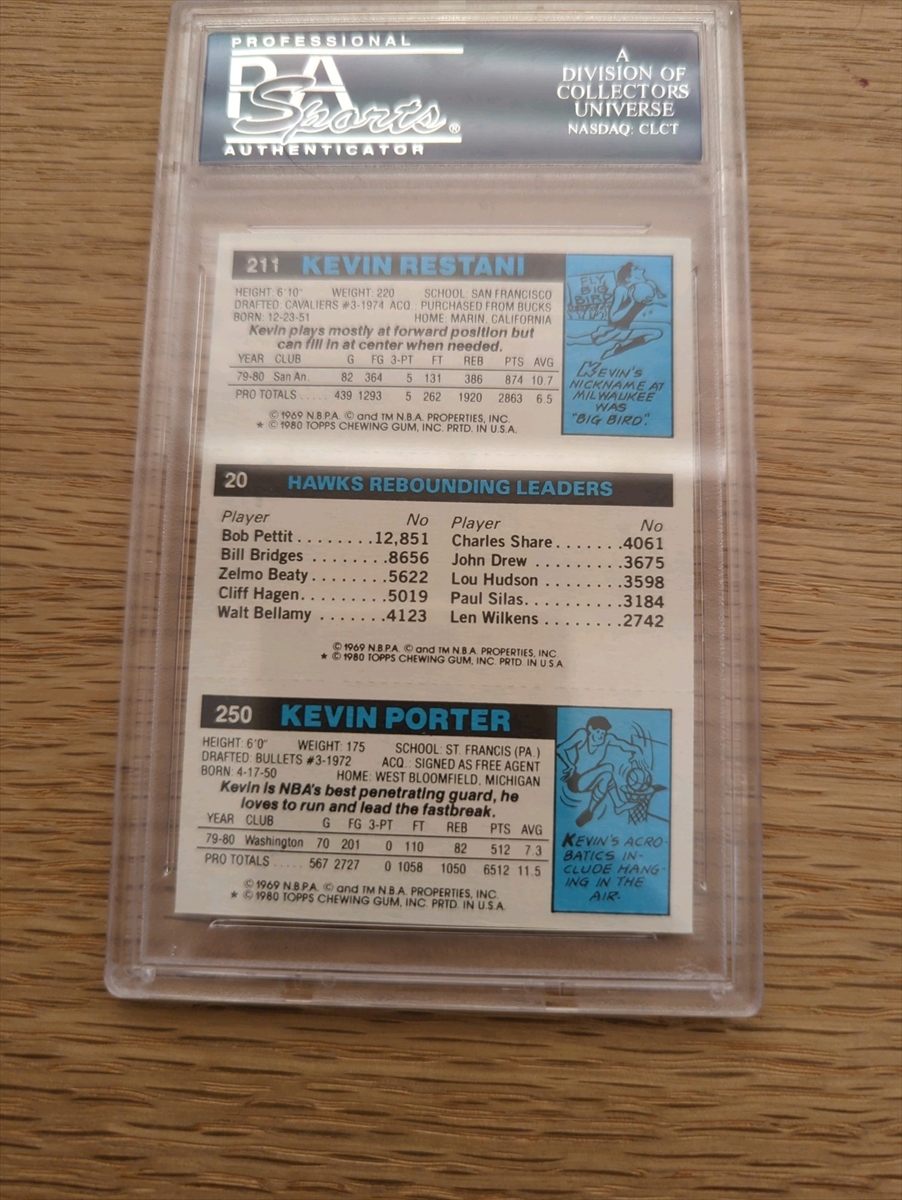 PROFESSIONAL
PSA
Sports®
AUTHENTICATOR
A
DIVISION OF
COLLECTORS
UNIVERSE
NASDAQ: CLCT
211 KEVIN RESTANI
HEIGHT: 6'10" WEIGHT: 220 SCHOOL: SAN FRANCISCO
DRAFTED: CAVALIERS #3-1974 ACQ.: PURCHASED FROM BUCKS
BORN: 12-23-51 HOME: MARIN, CALIFORNIA
Kevin plays mostly at forward position but
can fill in at center when needed.
YEAR CLUB G FG 3-PT FT REB PTS AVG
79-80 San An. 82 364 5 131 386 874 10.7
PRO TOTALS ..... 439 1293 5 262 1920 2863 6.5
© 1969 N.B.P.A. © and TM N.B.A. PROPERTIES, INC.
★ © 1980 TOPPS CHEWING GUM, INC. PRTD. IN U.S.A.
FLY
BIG
BIRD
KEVIN'S
NICKNAME AT
MILWAUKEE
WAS
"BIG BIRD".
20 HAWKS REBOUNDING LEADERS
Player No Player No
Bob Pettit ........ 12,851 Charles Share ....... 4061
Bill Bridges ........ 8656 John Drew .......... 3675
Zelmo Beaty ........ 5622 Lou Hudson ......... 3598
Cliff Hagen ........ 5019 Paul Silas .......... 3184
Walt Bellamy ....... 4123 Len Wilkens ........ 2742
© 1969 N.B.P.A. © and TM N.B.A. PROPERTIES, INC
★ © 1980 TOPPS CHEWING GUM, INC. PRTD. IN U.S.A
250 KEVIN PORTER
HEIGHT: 6'0" WEIGHT: 175 SCHOOL: ST. FRANCIS (PA.)
DRAFTED: BULLETS #3-1972 ACQ.: SIGNED AS FREE AGENT
BORN: 4-17-50 HOME: WEST BLOOMFIELD, MICHIGAN
Kevin is NBA's best penetrating guard, he
loves to run and lead the fastbreak.
YEAR CLUB G FG 3-PT FT REB PTS AVG
79-80 Washington 70 201 0 110 82 512 7.3
PRO TOTALS ..... 567 2727 0 1058 1050 6512 11.5
© 1969 N.B.P.A. © and TM N.B.A. PROPERTIES, INC.
★ © 1980 TOPPS CHEWING GUM, INC. PRTD. IN U.S.A.
KEVIN'S ACRO-
BATICS IN-
CLUDE HANG-
ING IN THE
AIR.